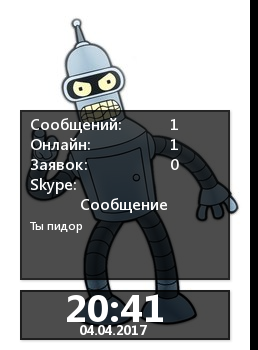 Сообщений: 1
Онлайн: 1
Заявок: 0
Skype:
Сообщение
Ты пидор
20:41
04.04.2017